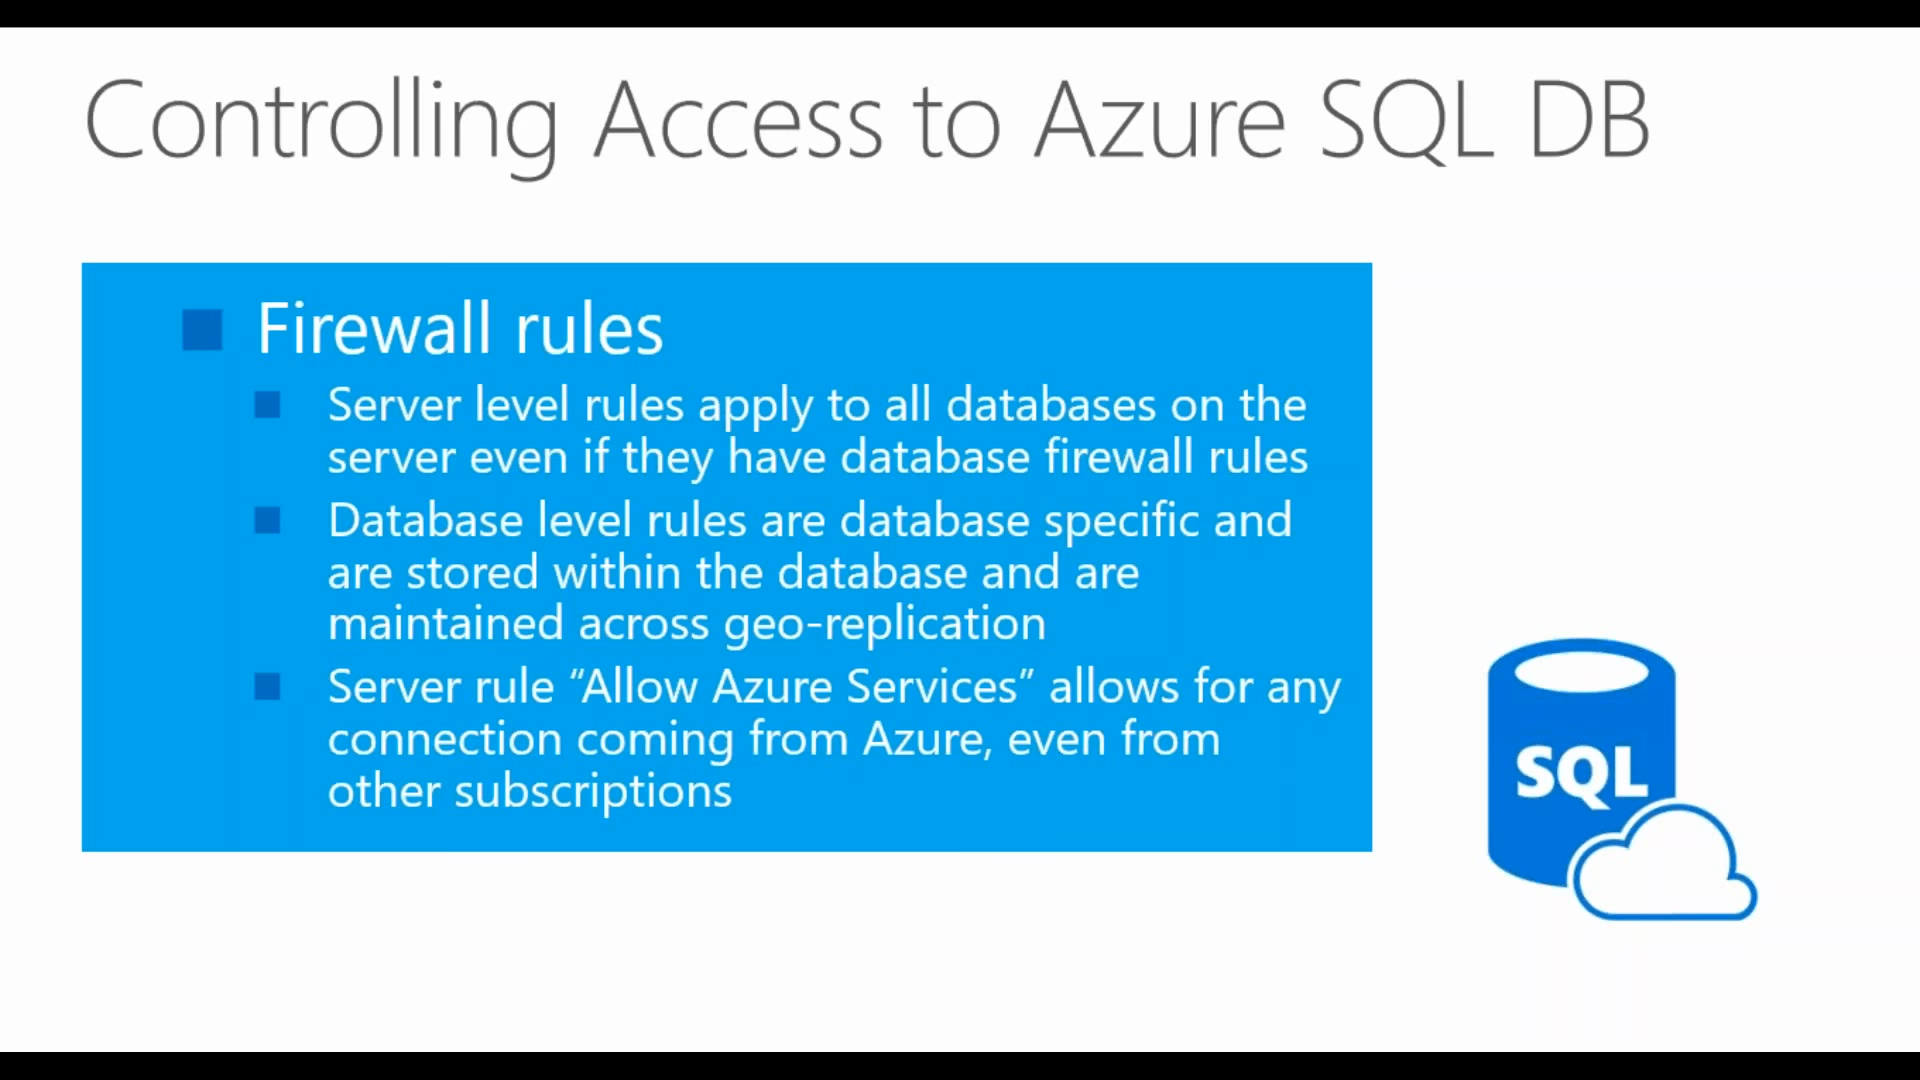 Controlling Access to Azure SQL DB
Firewall rules
Server level rules apply to all databases on the
server even if they have database firewall rules
Database level rules are database specific and
are stored within the database and are
maintained across geo-replication
Server rule “Allow Azure Services” allows for any
connection coming from Azure, even from
other subscriptions
SQL